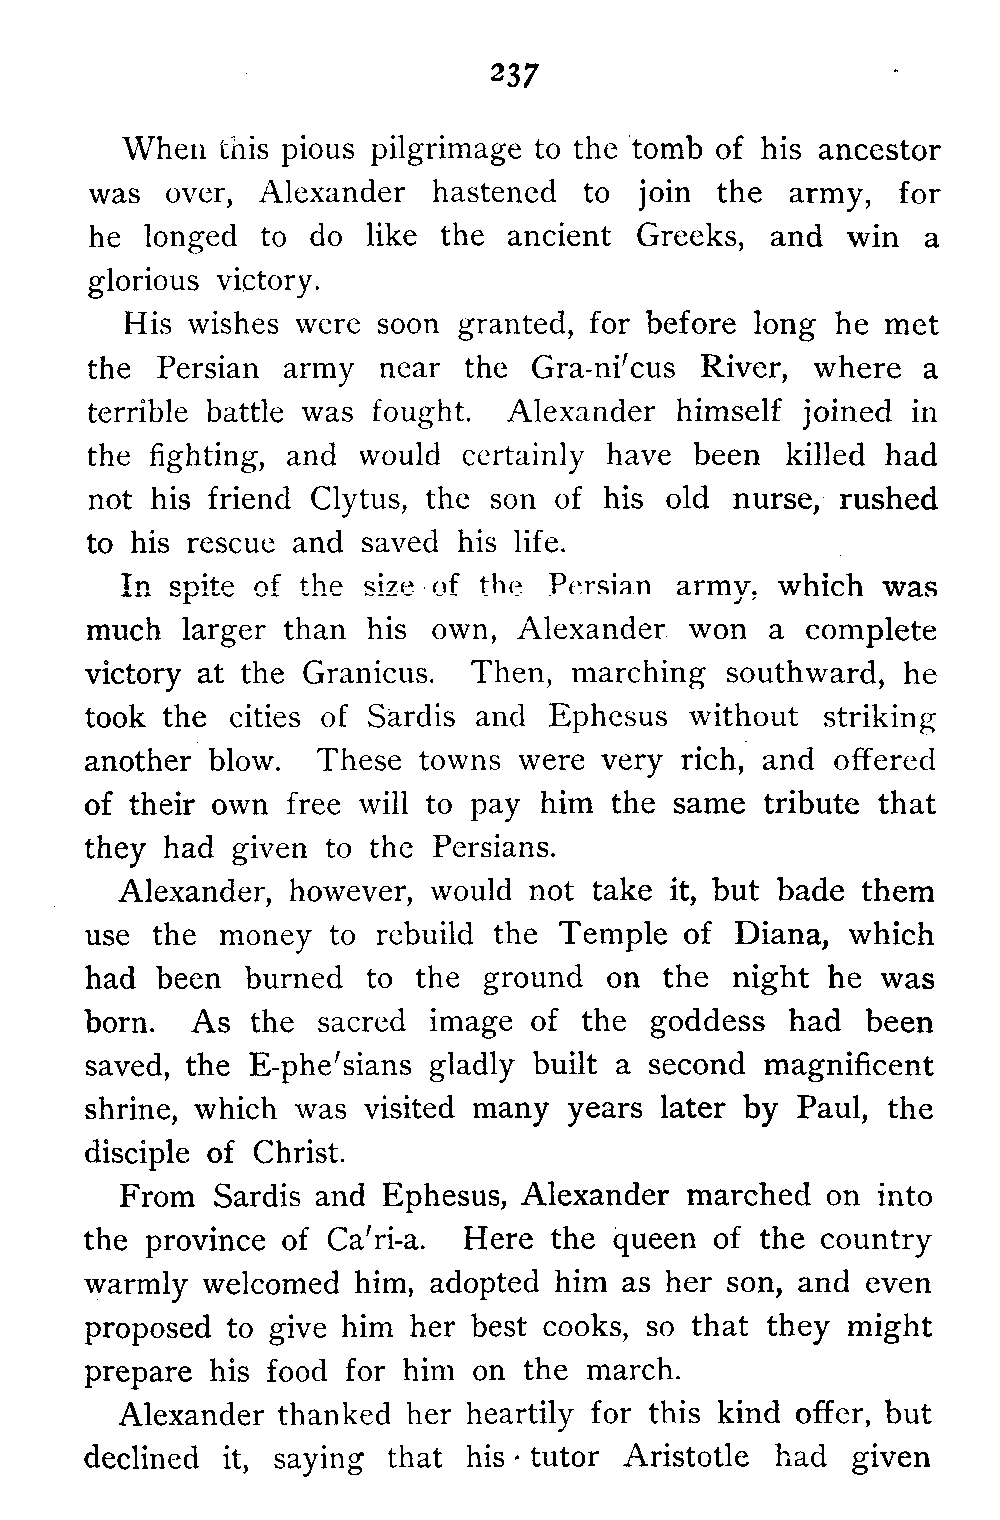 237
When this pious pilgrimage to the tomb of his ancestor
was over, Alexander hastened to join the army, for
he longed to do like the ancient Greeks, and win a
glorious victory.
His wishes were soon granted, for before long he met
the Persian army near the Gra-ni'cus River, where a
terrible battle was fought. Alexander himself joined in
the fighting, and would certainly have been killed had
not his friend Clytus, the son of his old nurse, rushed
to his rescue and saved his life.
In spite of the size of the Persian army, which was
much larger than his own, Alexander won a complete
victory at the Granicus. Then, marching southward, he
took the cities of Sardis and Ephesus without striking
another blow. These towns were very rich, and offered
of their own free will to pay him the same tribute that
they had given to the Persians.
Alexander, however, would not take it, but bade them
use the money to rebuild the Temple of Diana, which
had been burned to the ground on the night he was
born. As the sacred image of the goddess had been
saved, the E-phe'sians gladly built a second magnificent
shrine, which was visited many years later by Paul, the
disciple of Christ.
From Sardis and Ephesus, Alexander marched on into
the province of Ca'ri-a. Here the queen of the country
warmly welcomed him, adopted him as her son, and even
proposed to give him her best cooks, so that they might
prepare his food for him on the march.
Alexander thanked her heartily for this kind offer, but
declined it, saying that his tutor Aristotle had given